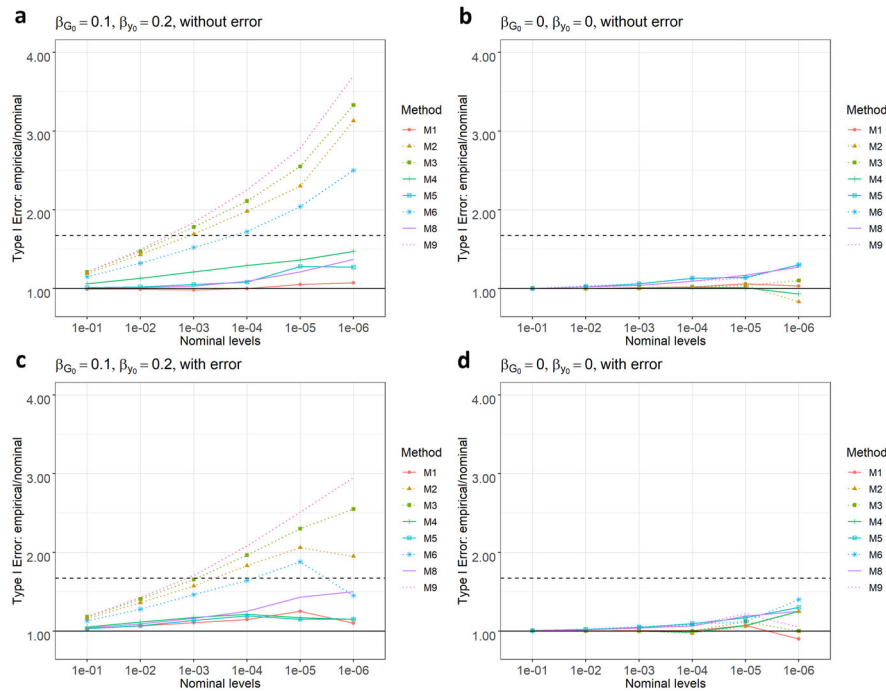 a
β_G₀ = 0.1, β_y₀ = 0.2, without error
Type I Error: empirical/nominal
4.00
3.00
2.00
1.00
1e-01 1e-02 1e-03 1e-04 1e-05 1e-06
Nominal levels
Method
M1
M2
M3
M4
M5
M6
M8
M9
b
β_G₀ = 0, β_y₀ = 0, without error
Type I Error: empirical/nominal
4.00
3.00
2.00
1.00
1e-01 1e-02 1e-03 1e-04 1e-05 1e-06
Nominal levels
Method
M1
M2
M3
M4
M5
M6
M8
M9
c
β_G₀ = 0.1, β_y₀ = 0.2, with error
Type I Error: empirical/nominal
4.00
3.00
2.00
1.00
1e-01 1e-02 1e-03 1e-04 1e-05 1e-06
Nominal levels
Method
M1
M2
M3
M4
M5
M6
M8
M9
d
β_G₀ = 0, β_y₀ = 0, with error
Type I Error: empirical/nominal
4.00
3.00
2.00
1.00
1e-01 1e-02 1e-03 1e-04 1e-05 1e-06
Nominal levels
Method
M1
M2
M3
M4
M5
M6
M8
M9